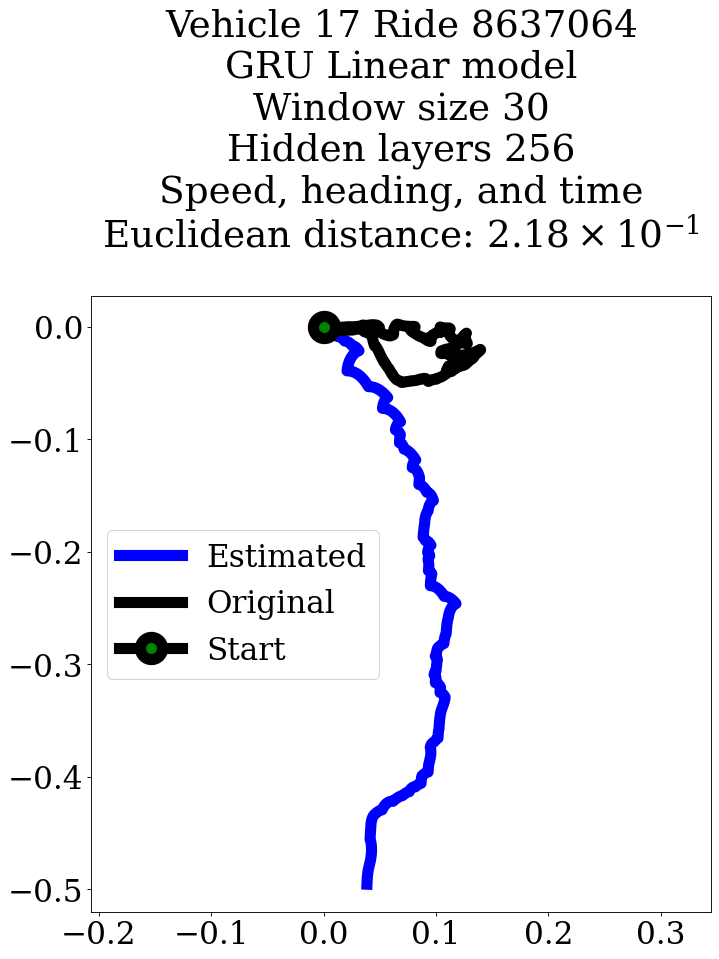 Vehicle 17 Ride 8637064
GRU Linear model
Window size 30
Hidden layers 256
Speed, heading, and time
Euclidean distance: 2.18 × 10⁻¹
0.0
−0.1
−0.2
−0.3
−0.4
−0.5
Estimated
Original
Start
−0.2 −0.1 0.0 0.1 0.2 0.3